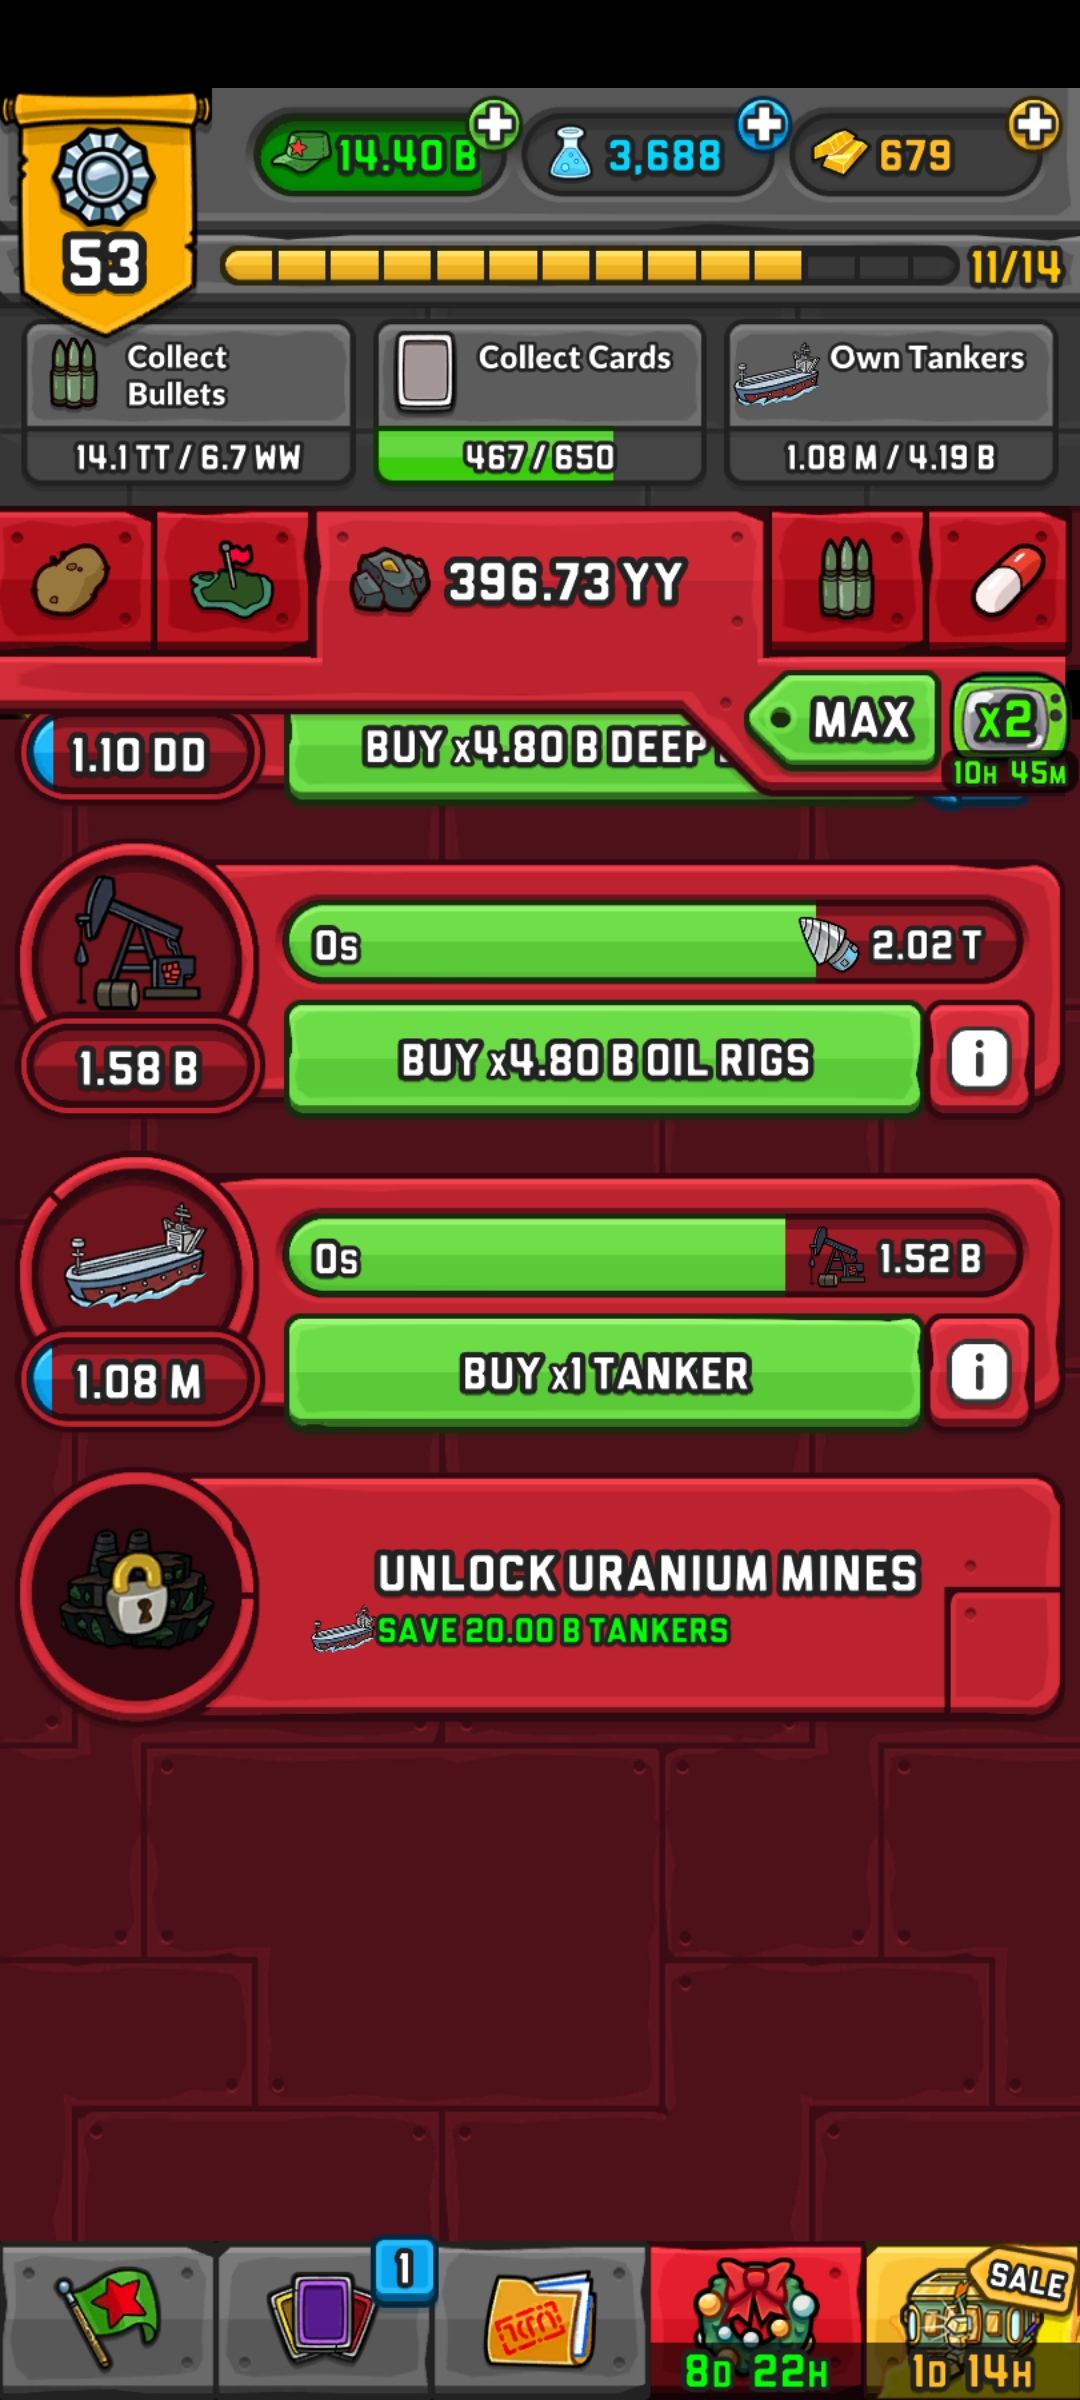 14.40 B
3,688
679
53
11/14
Collect
Bullets
14.1 TT / 6.7 WW
Collect Cards
467 / 650
Own Tankers
1.08 M / 4.19 B
396.73 YY
MAX
x2
10H 45M
1.10 DD
BUY x4.80 B DEEP
0s
2.02 T
1.58 B
BUY x4.80 B OIL RIGS
i
0s
1.52 B
1.08 M
BUY x1 TANKER
i
UNLOCK URANIUM MINES
SAVE 20.00 B TANKERS
1
SALE
8D 22H
1D 14H